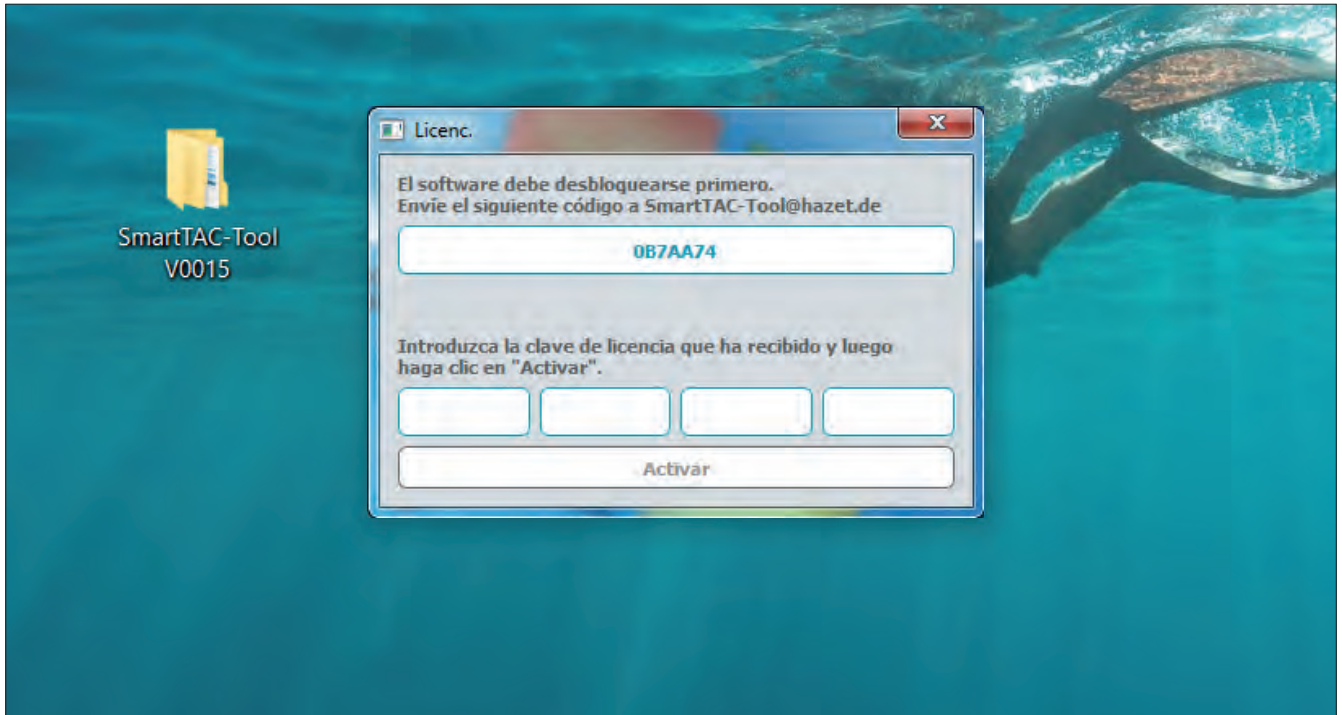 SmartTAC-Tool
V0015
Licenc.
El software debe desbloquearse primero.
Envíe el siguiente código a SmartTAC-Tool@hazet.de
0B7AA74
Introduzca la clave de licencia que ha recibido y luego
haga clic en "Activar".
Activar